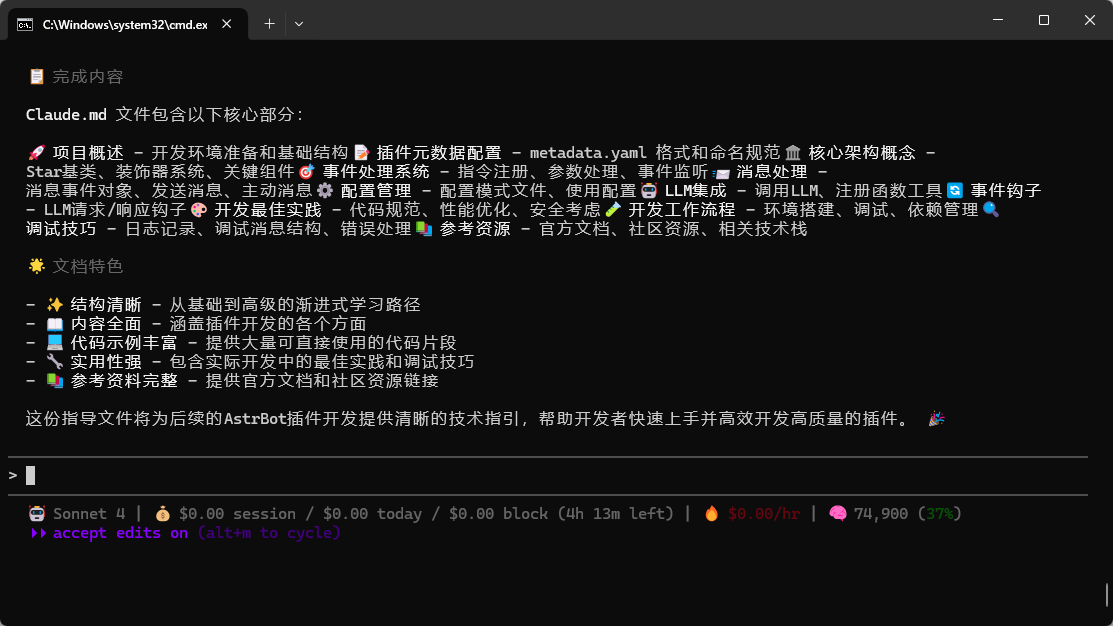 C:\Windows\system32\cmd.ex
📋 完成内容
Claude.md 文件包含以下核心部分：
🚀 项目概述 - 开发环境准备和基础结构 📝 插件元数据配置 - metadata.yaml 格式和命名规范 🏛️ 核心架构概念 -
Star基类、装饰器系统、关键组件 🎯 事件处理系统 - 指令注册、参数处理、事件监听 📨 消息处理 -
消息事件对象、发送消息、主动消息 ⚙️ 配置管理 - 配置模式文件、使用配置 🤖 LLM集成 - 调用LLM、注册函数工具 🔄 事件钩子
- LLM请求/响应钩子 🎨 开发最佳实践 - 代码规范、性能优化、安全考虑 🧪 开发工作流程 - 环境搭建、调试、依赖管理 🔍
调试技巧 - 日志记录、调试消息结构、错误处理 📚 参考资源 - 官方文档、社区资源、相关技术栈
🌟 文档特色
- ✨ 结构清晰 - 从基础到高级的渐进式学习路径
- 📖 内容全面 - 涵盖插件开发的各个方面
- 💻 代码示例丰富 - 提供大量可直接使用的代码片段
- 🔧 实用性强 - 包含实际开发中的最佳实践和调试技巧
- 📚 参考资料完整 - 提供官方文档和社区资源链接
这份指导文件将为后续的AstrBot插件开发提供清晰的技术指引，帮助开发者快速上手并高效开发高质量的插件。 🎉
>
🤖 Sonnet 4 | 💰 $0.00 session / $0.00 today / $0.00 block (4h 13m left) | 🔥 $0.00/hr | 🧠 74,900 (37%)
⏵⏵ accept edits on (alt+m to cycle)